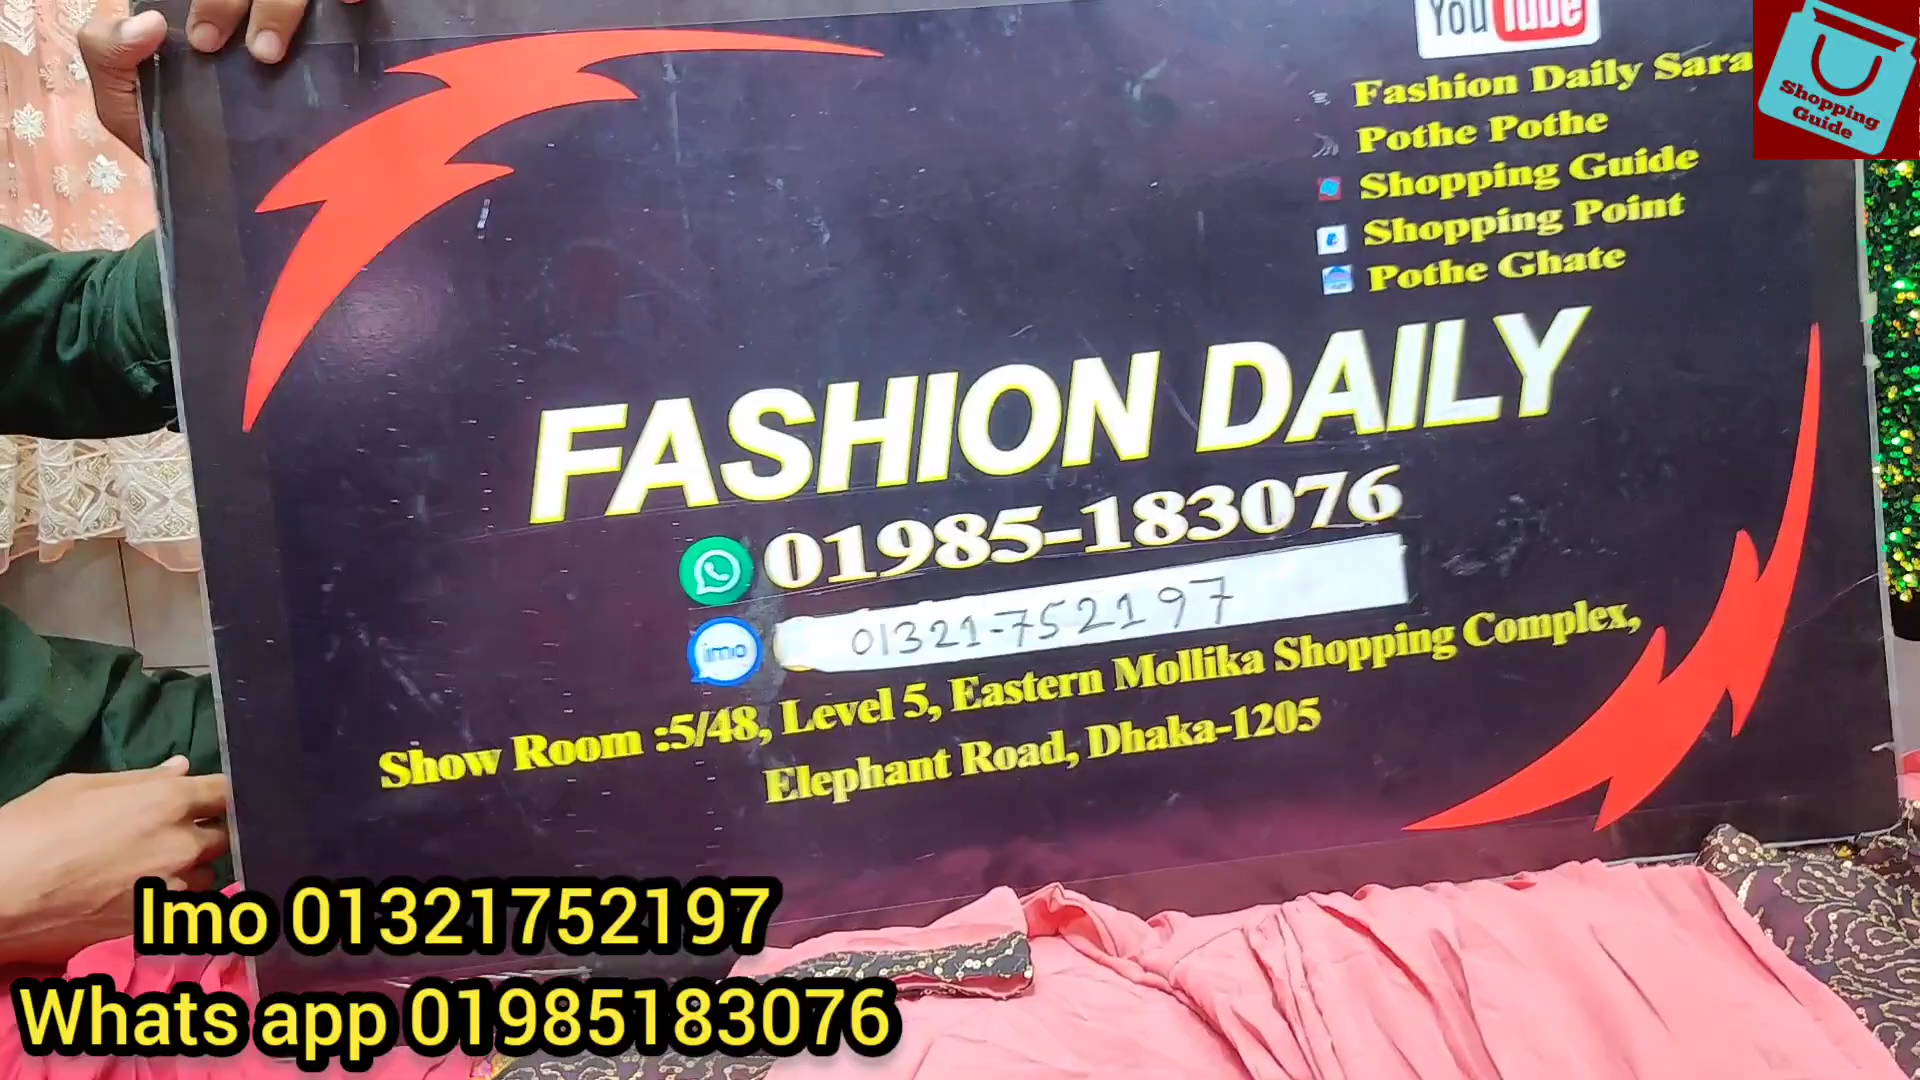 YouTube
Fashion Daily Sara
Pothe Pothe
Shopping Guide
Shopping Point
Pothe Ghate
Shopping
Guide
FASHION DAILY
01985-183076
imo 01321-752197
Show Room :5/48, Level 5, Eastern Mollika Shopping Complex,
Elephant Road, Dhaka-1205
Imo 01321752197
Whats app 01985183076